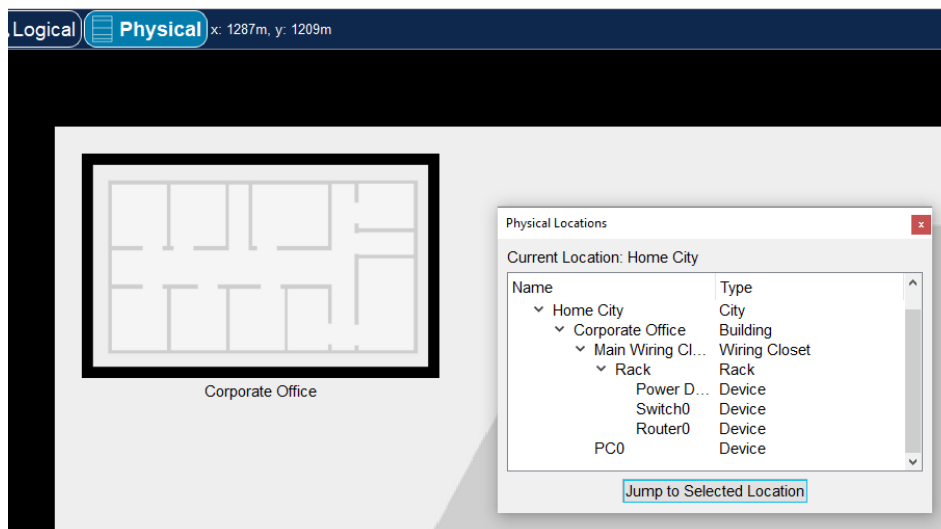 Logical Physical x: 1287m, y: 1209m
Corporate Office
Physical Locations x
Current Location: Home City
Name Type
Home City City
Corporate Office Building
Main Wiring Cl... Wiring Closet
Rack Rack
Power D... Device
Switch0 Device
Router0 Device
PC0 Device
Jump to Selected Location